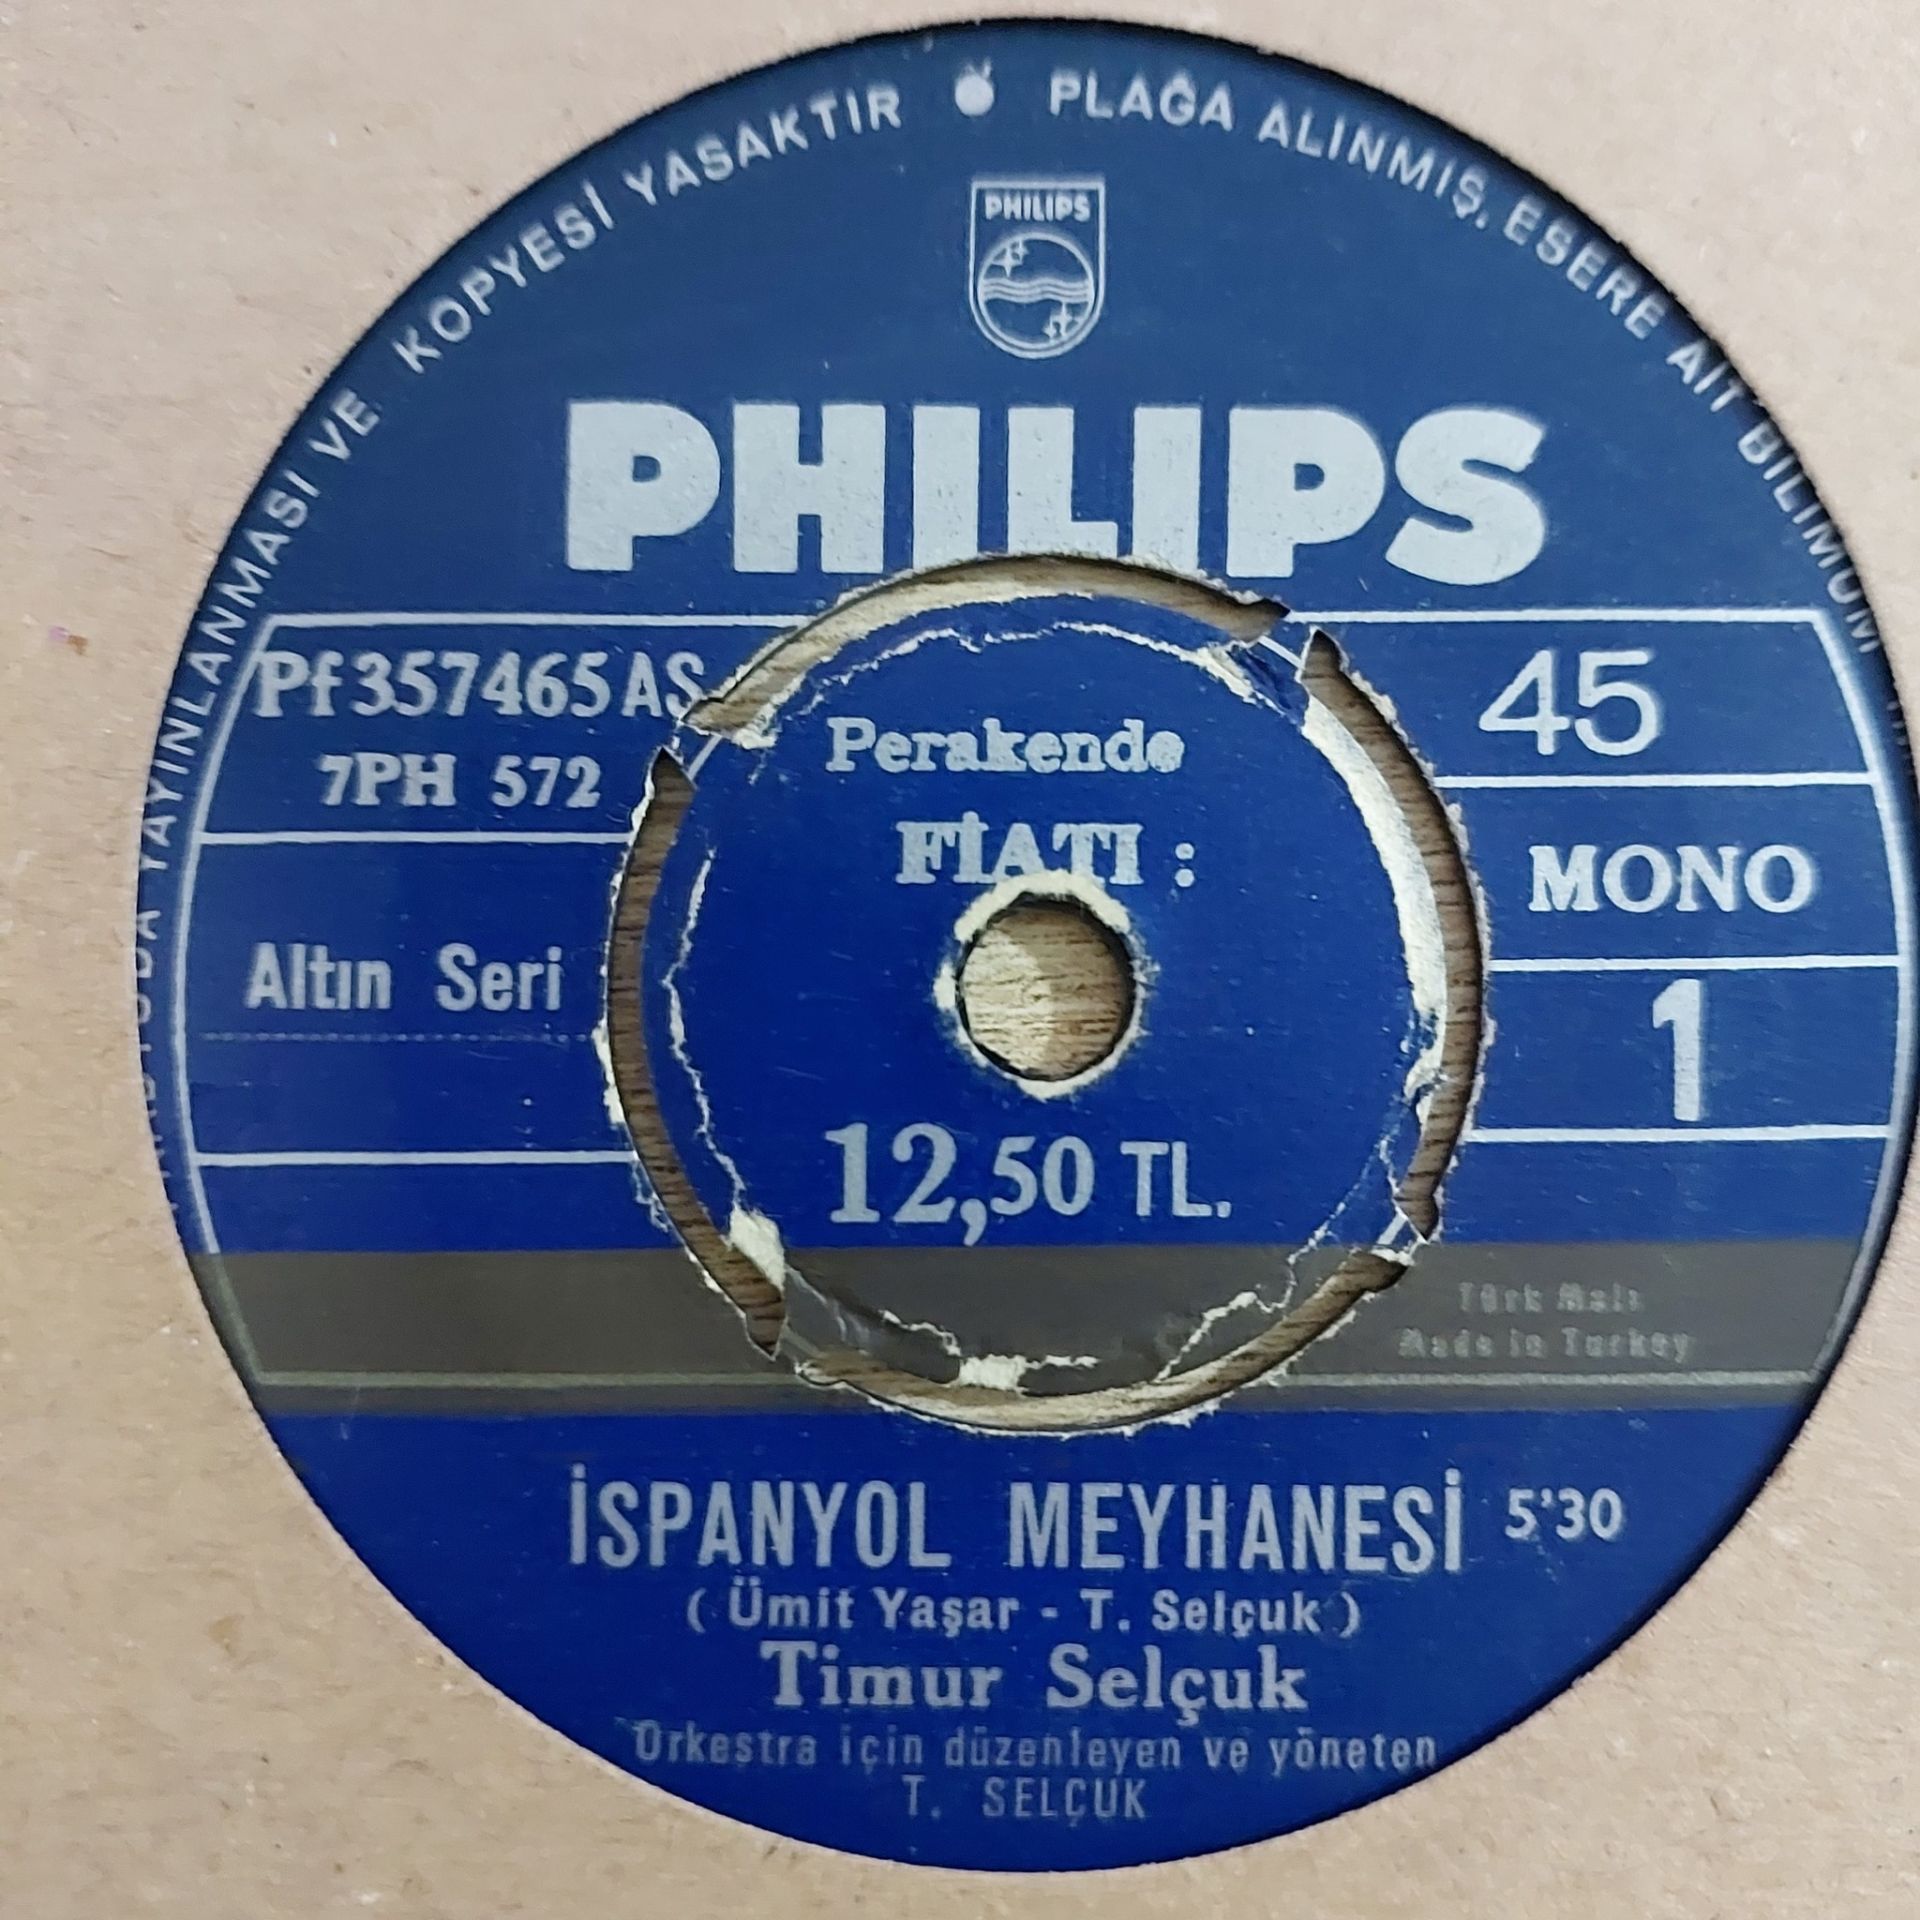 PLAĞA ALINMIŞ, ESERE AİT BİLİMUM
YAYINLANMASI VE KOPYESİ YASAKTIR
PHILIPS
PHILIPS
Pf 357465 AS
7PH 572
Altın Seri
Perakende
FİATI :
12,50 TL.
45
MONO
1
Türk Malı
Made in Turkey
İSPANYOL MEYHANESİ 5'30
( Ümit Yaşar - T. Selçuk )
Timur Selçuk
Orkestra için düzenleyen ve yöneten
T. SELÇUK